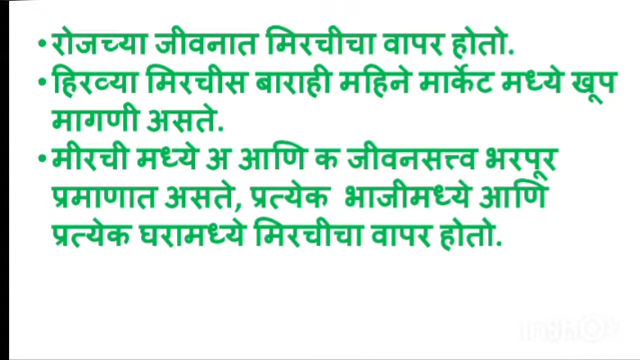 •रोजच्या जीवनात मिरचीचा वापर होतो.
•हिरव्या मिरचीस बाराही महिने मार्केट मध्ये खूप
मागणी असते.
•मीरची मध्ये अ आणि क जीवनसत्त्व भरपूर
प्रमाणात असते, प्रत्येक भाजीमध्ये आणि
प्रत्येक घरामध्ये मिरचीचा वापर होतो.